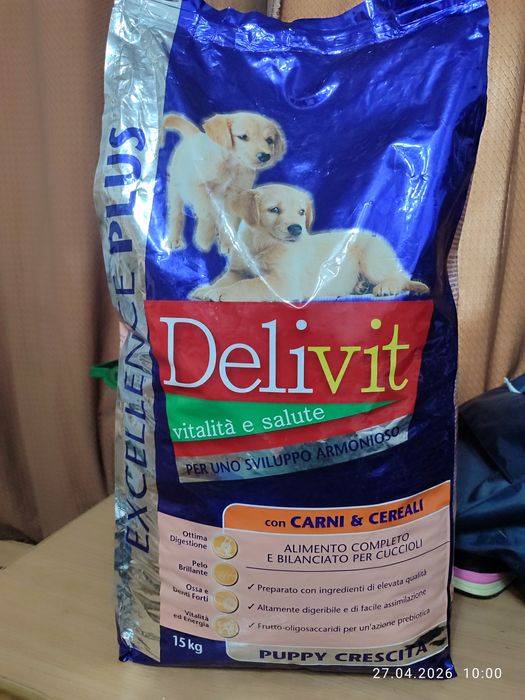 EXCELLENCE PLUS
Delivit
vitalità e salute
PER UNO SVILUPPO ARMONIOSO
con CARNI & CEREALI
ALIMENTO COMPLETO
E BILANCIATO PER CUCCIOLI
Ottima
Digestione
Pelo
Brillante
Ossa e
Denti Forti
Vitalità
ed Energia
✓ Preparato con ingredienti di elevata qualità
✓ Altamente digeribile e di facile assimilazione
✓ Frutto-oligosaccaridi per un'azione prebiotica
15 kg
PUPPY CRESCITA
27.04.2026 10:00